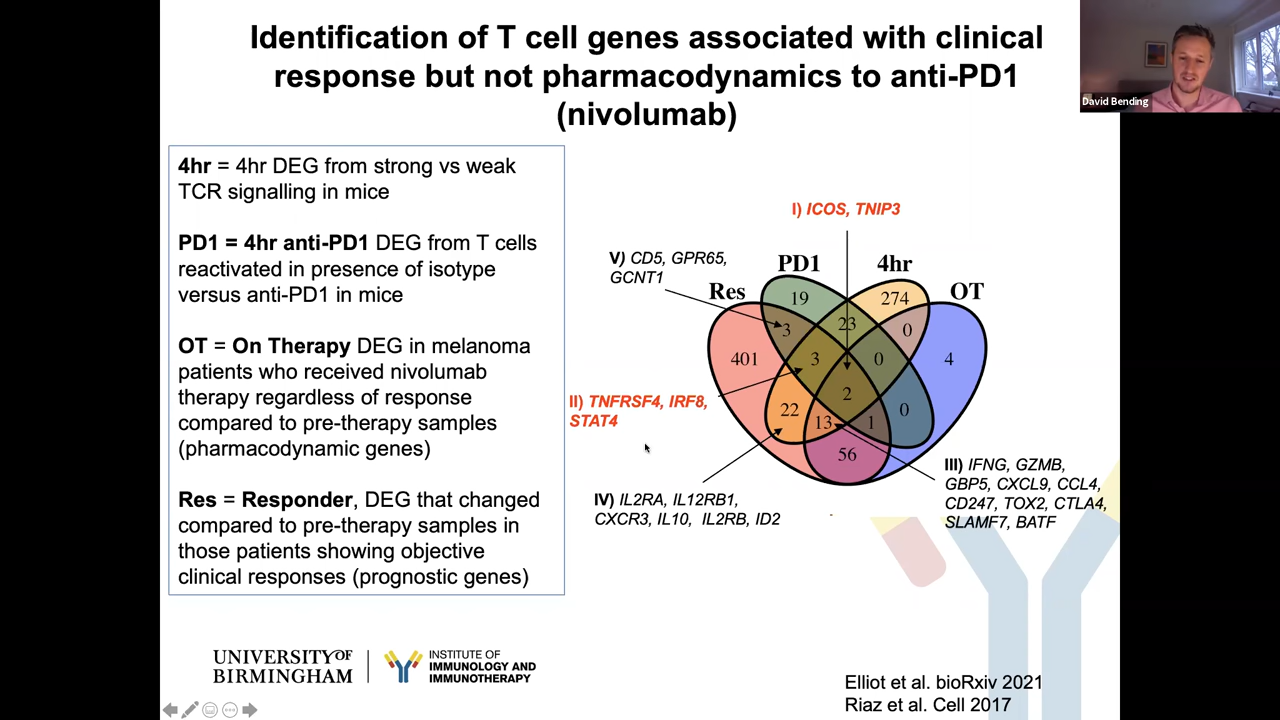 Identification of T cell genes associated with clinical
response but not pharmacodynamics to anti-PD1
(nivolumab)
David Bending
4hr = 4hr DEG from strong vs weak
TCR signalling in mice
PD1 = 4hr anti-PD1 DEG from T cells
reactivated in presence of isotype
versus anti-PD1 in mice
OT = On Therapy DEG in melanoma
patients who received nivolumab
therapy regardless of response
compared to pre-therapy samples
(pharmacodynamic genes)
Res = Responder, DEG that changed
compared to pre-therapy samples in
those patients showing objective
clinical responses (prognostic genes)
I) ICOS, TNIP3
V) CD5, GPR65,
GCNT1
PD1
4hr
Res
OT
19
274
3
23
0
401
3
0
4
2
22
13
1
0
56
II) TNFRSF4, IRF8,
STAT4
IV) IL2RA, IL12RB1,
CXCR3, IL10, IL2RB, ID2
III) IFNG, GZMB,
GBP5, CXCL9, CCL4,
CD247, TOX2, CTLA4,
SLAMF7, BATF
UNIVERSITY OF
BIRMINGHAM
INSTITUTE OF
IMMUNOLOGY AND
IMMUNOTHERAPY
Elliot et al. bioRxiv 2021
Riaz et al. Cell 2017